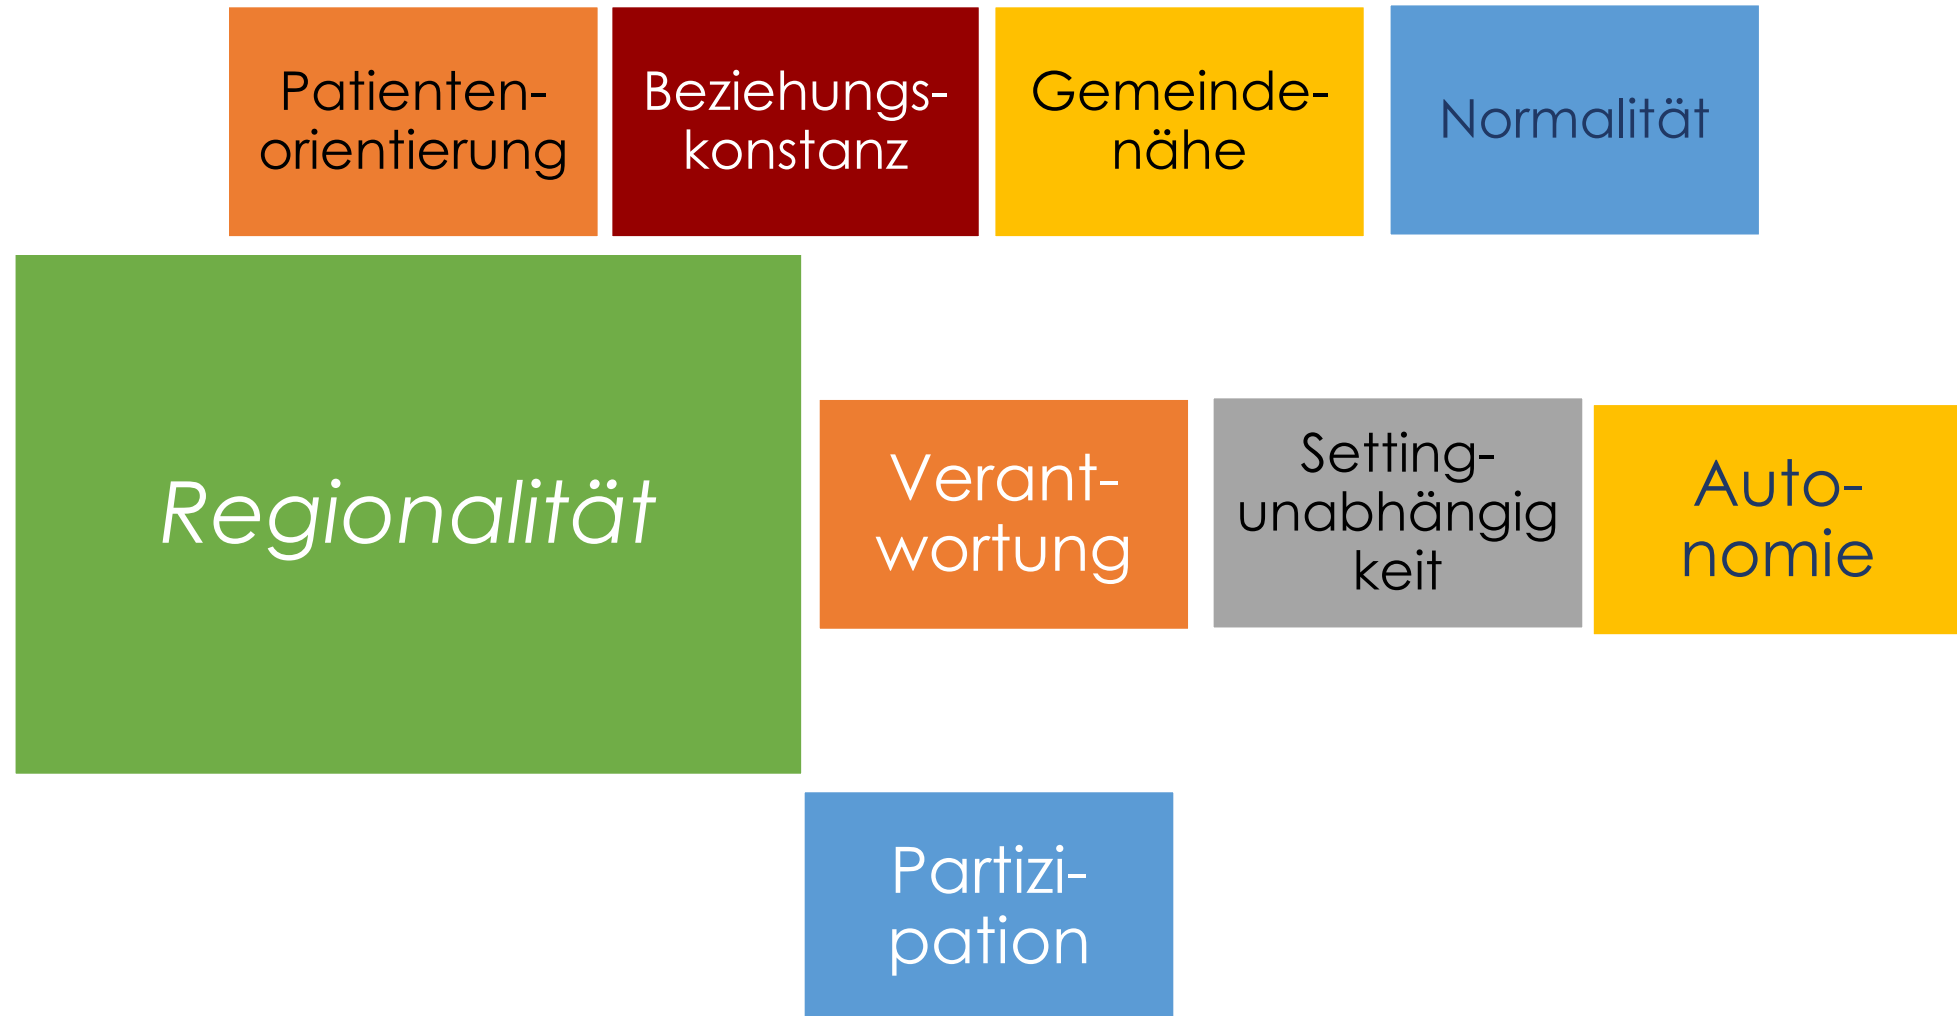 Patienten-
orientierung
Beziehungs-
konstanz
Gemeinde-
nähe
Normalität
Regionalität
Verant-
wortung
Setting-
unabhängig
keit
Auto-
nomie
Partizi-
pation